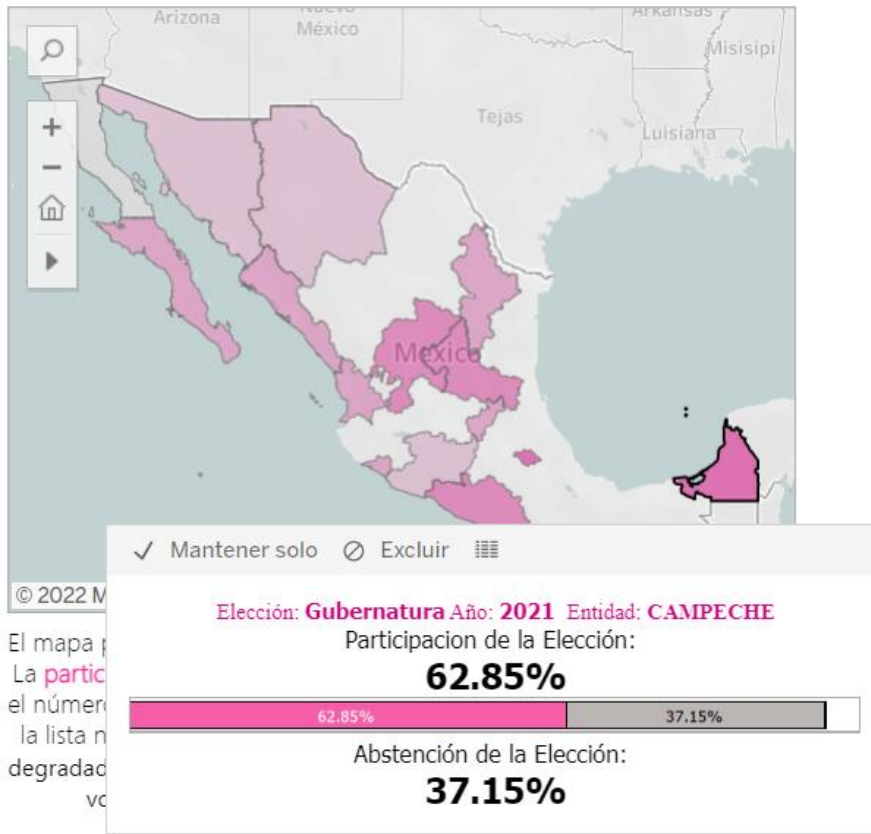 Arizona
Nuevo
México
Arkansas
Misisipi
Tejas
Luisiana
México
© 2022 M
✓ Mantener solo Excluir
Elección: Gubernatura Año: 2021 Entidad: CAMPECHE
Participacion de la Elección:
62.85%
62.85% 37.15%
Abstención de la Elección:
37.15%
El mapa p
La partic
el número
la lista n
degradad
vo